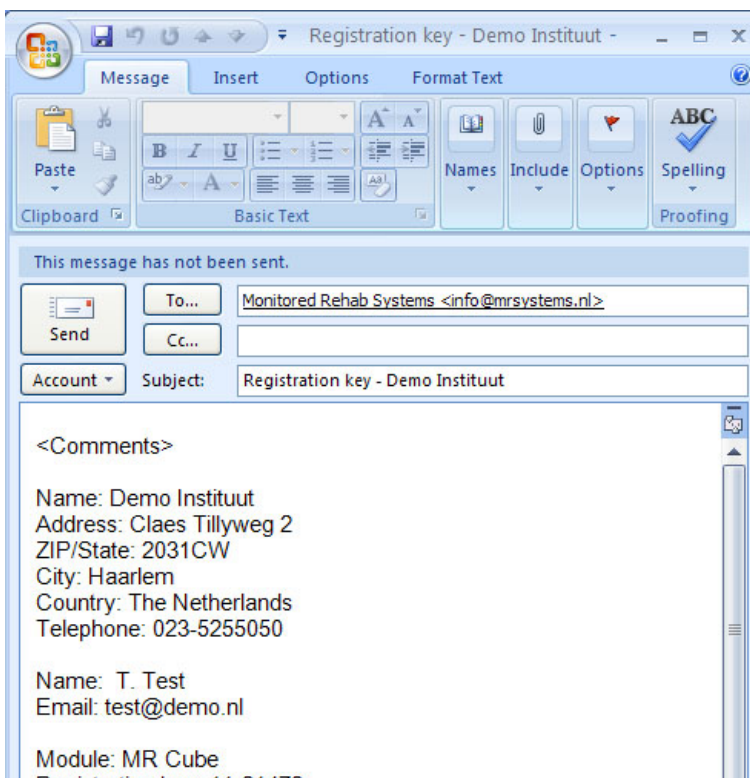 Registration key - Demo Instituut -
Message Insert Options Format Text
Paste
B I U
ab A Aa
A A
Names Include Options
ABC
Spelling
Clipboard Basic Text Proofing
This message has not been sent.
Send
To... Monitored Rehab Systems <info@mrsystems.nl>
Cc...
Account Subject: Registration key - Demo Instituut
<Comments>
Name: Demo Instituut
Address: Claes Tillyweg 2
ZIP/State: 2031CW
City: Haarlem
Country: The Netherlands
Telephone: 023-5255050
Name: T. Test
Email: test@demo.nl
Module: MR Cube